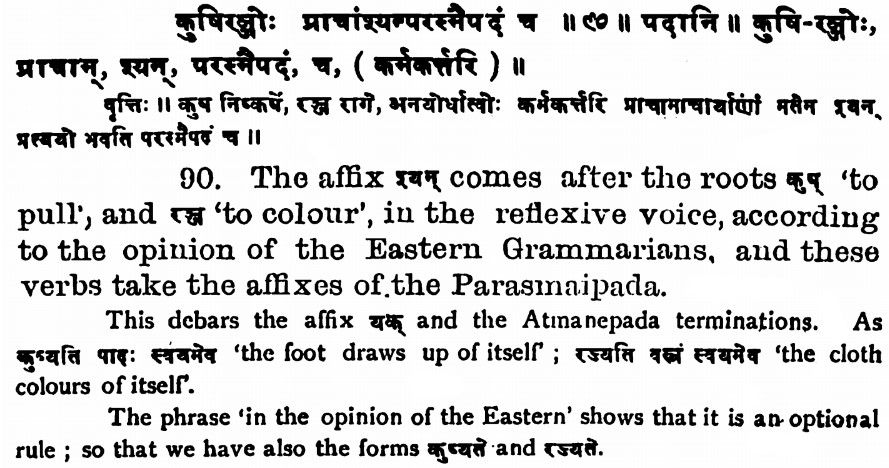 कुषिरञ्जोः प्राचांश्यन्परस्मैपदं च ॥९०॥ पदानि ॥ कुषि-रञ्जोः,
प्राचाम्, श्यन्, परस्मैपदं, च, ( कर्मकर्त्तरि ) ॥
वृत्तिः ॥ कुष निष्कर्षे, रञ्ज रागे, अनयोर्धात्वोः कर्मकर्त्तरि प्राचामाचार्याणां मतेन श्यन्
प्रत्ययो भवति परस्मैपदं च ॥
90. The affix श्यन् comes after the roots कुष् 'to
pull', and रञ्ज 'to colour', in the reflexive voice, according
to the opinion of the Eastern Grammarians, and these
verbs take the affixes of the Parasmaipada.
This debars the affix यक् and the Atmanepada terminations. As
कुष्यति पादः स्वयमेव 'the foot draws up of itself'; रज्यति वस्त्रं स्वयमेव 'the cloth
colours of itself'.
The phrase 'in the opinion of the Eastern' shows that it is an optional
rule; so that we have also the forms कुष्यते and रज्यते.